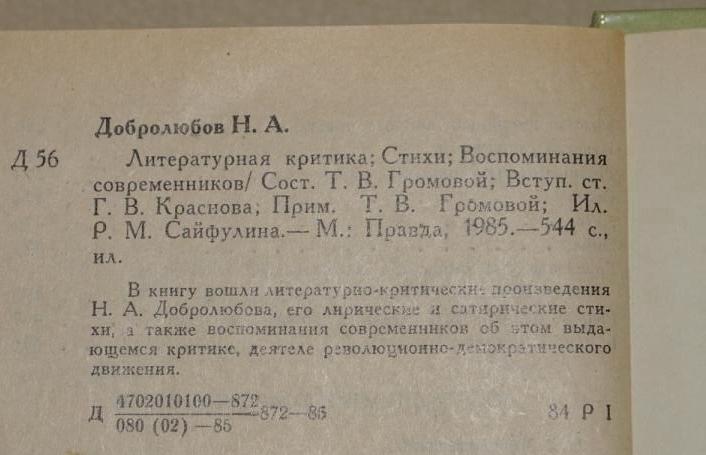 Добролюбов Н. А.
Д 56 Литературная критика; Стихи; Воспоминания
современников/ Сост. Т. В. Громовой; Вступ. ст.
Г. В. Краснова; Прим. Т. В. Громовой; Ил.
Р. М. Сайфулина.— М.: Правда, 1985.—544 с.,
ил.
В книгу вошли литературно-критические произведения
Н. А. Добролюбова, его лирические и сатирические сти-
хи, а также воспоминания современников об этом выда-
ющемся критике, деятеле революционно-демократического
движения.
4702010100—872
Д —872—85 84 Р I
080 (02) —85